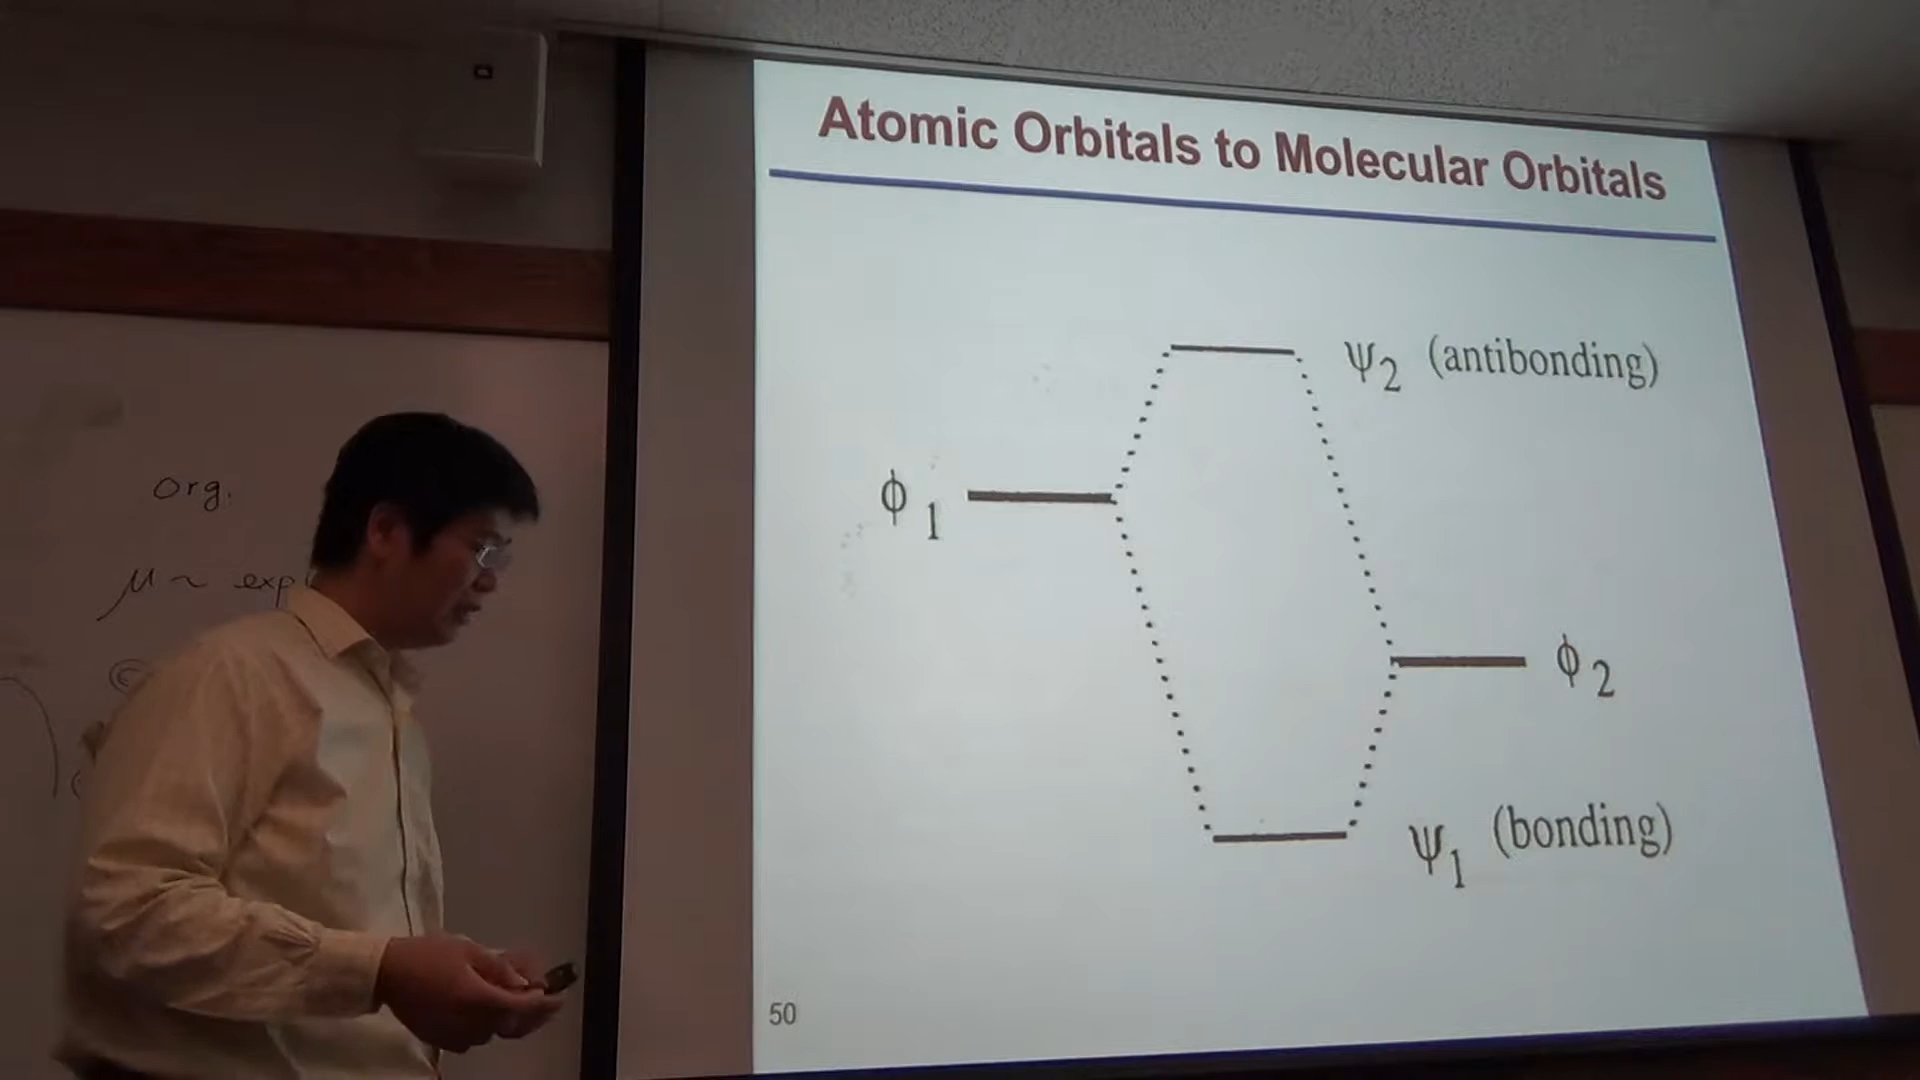 Atomic Orbitals to Molecular Orbitals
ψ2 (antibonding)
ϕ1
ϕ2
ψ1 (bonding)
50
org.
μ ~ exp